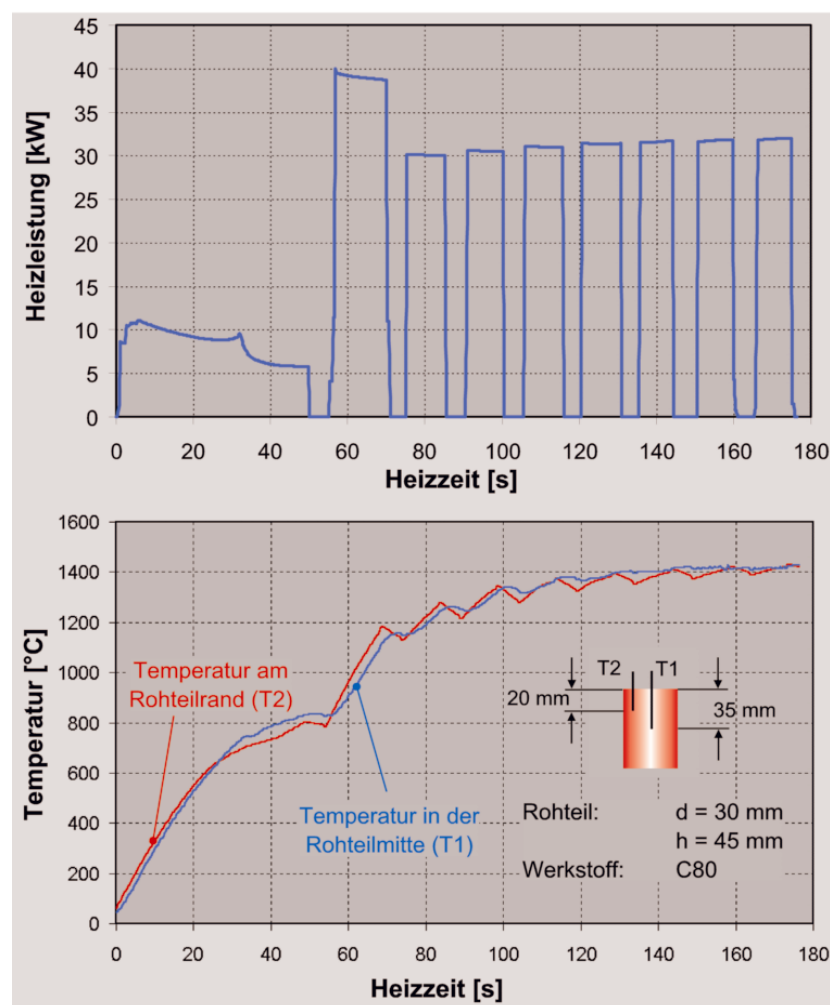 Heizleistung [kW]
45
40
35
30
25
20
15
10
5
0
0 20 40 60 80 100 120 140 160 180
Heizzeit [s]
Temperatur [°C]
1600
1400
1200
1000
800
600
400
200
0
Temperatur am
Rohteilrand (T2)
Temperatur in der
Rohteilmitte (T1)
T2 T1
20 mm
35 mm
Rohteil: d = 30 mm
h = 45 mm
Werkstoff: C80
0 20 40 60 80 100 120 140 160 180
Heizzeit [s]